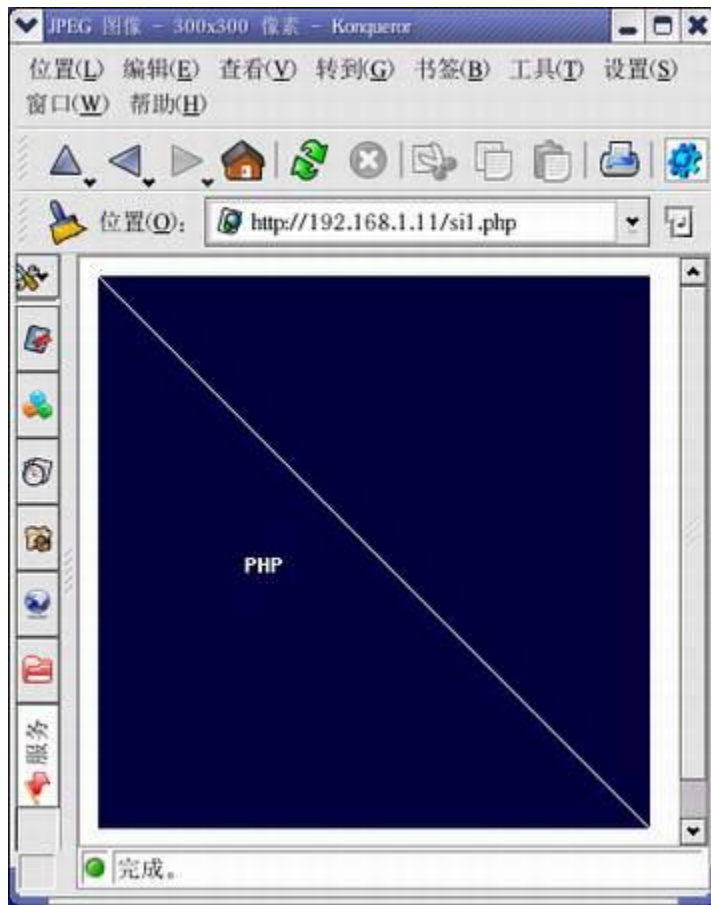 JPEG 图像 - 300x300 像素 - Konqueror
位置(L) 编辑(E) 查看(V) 转到(G) 书签(B) 工具(T) 设置(S)
窗口(W) 帮助(H)
位置(O): http://192.168.1.11/si1.php
PHP
服务
完成。